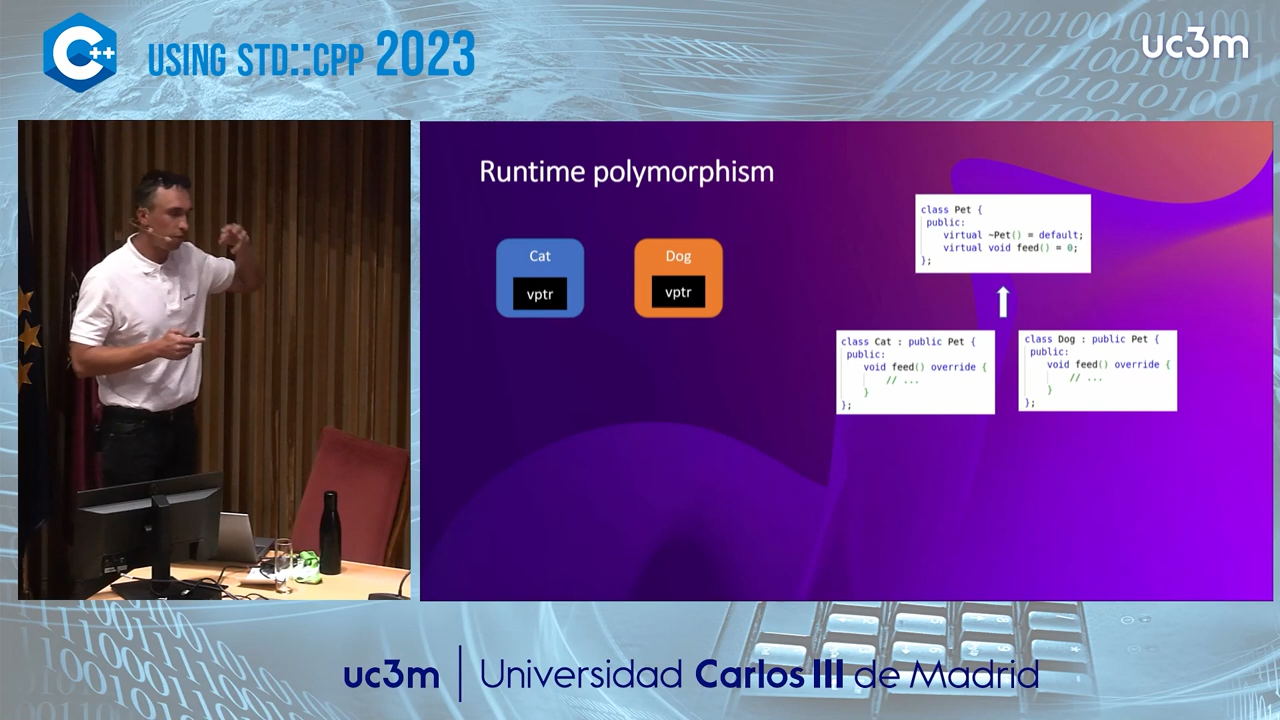 C++
USING STD::CPP 2023
uc3m
Runtime polymorphism
Cat
vptr
Dog
vptr
class Pet {
public:
virtual ~Pet() = default;
virtual void feed() = 0;
};
class Cat : public Pet {
public:
void feed() override {
// ...
}
};
class Dog : public Pet {
public:
void feed() override {
// ...
}
};
uc3m | Universidad Carlos III de Madrid